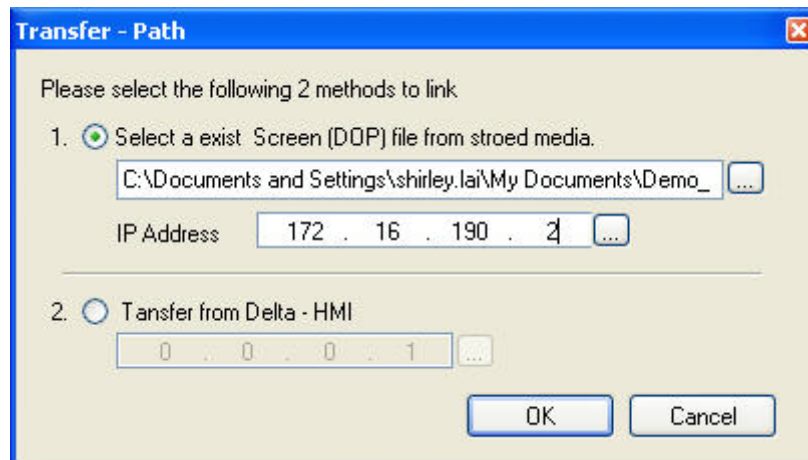 Transfer - Path
Please select the following 2 methods to link
1. Select a exist Screen (DOP) file from stroed media.
C:\Documents and Settings\shirley.lai\My Documents\Demo_ ...
IP Address 172 . 16 . 190 . 2 ...
2. Tansfer from Delta - HMI
0 . 0 . 0 . 1 ...
OK Cancel